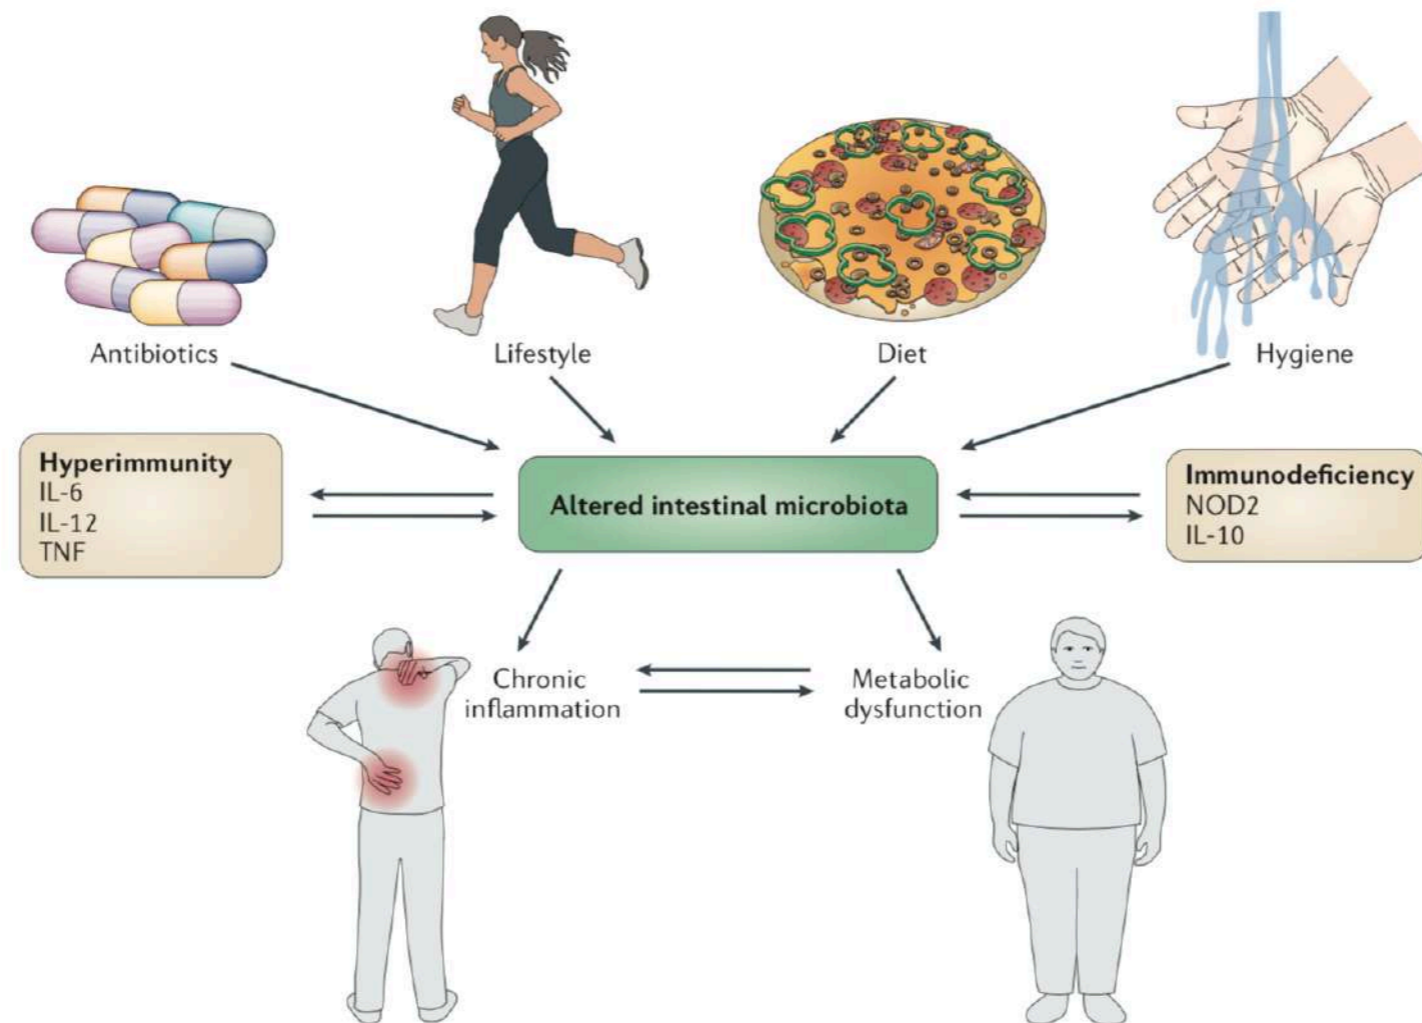 Antibiotics
Lifestyle
Diet
Hygiene
Hyperimmunity
IL-6
IL-12
TNF
Altered intestinal microbiota
Immunodeficiency
NOD2
IL-10
Chronic
inflammation
Metabolic
dysfunction